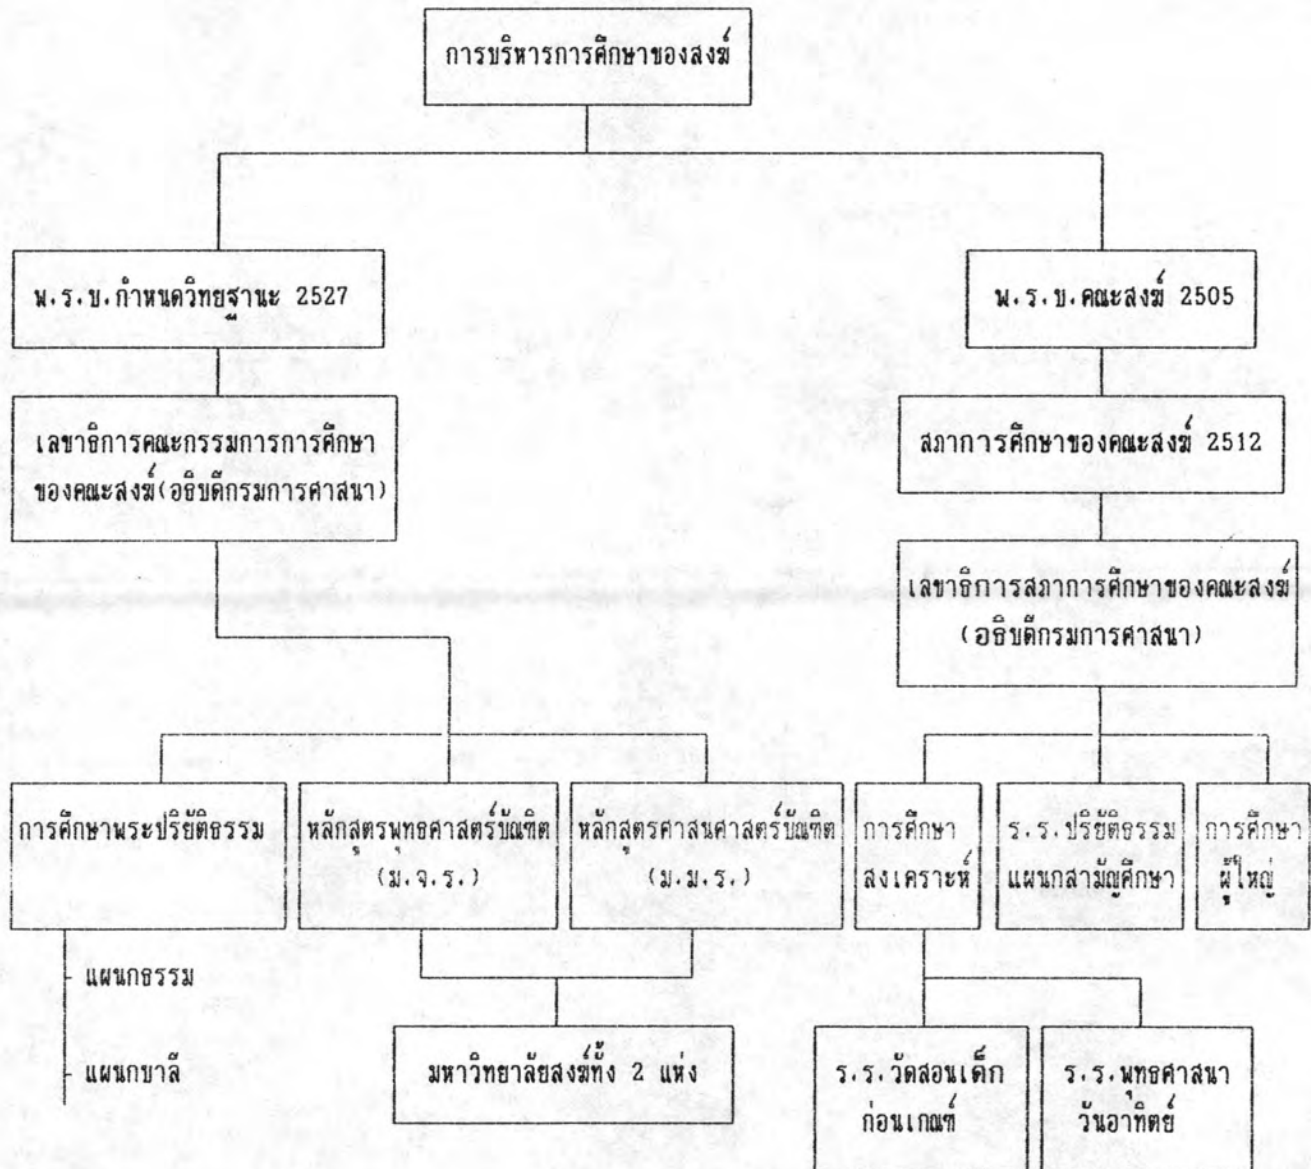 การบริหารการศึกษาของสงฆ์
พ.ร.บ.กำหนดวิทยฐานะ 2527
พ.ร.บ.คณะสงฆ์ 2505
เลขาธิการคณะกรรมการการศึกษา
ของคณะสงฆ์(อธิบดีกรมการศาสนา)
สภาการศึกษาของคณะสงฆ์ 2512
เลขาธิการสภาการศึกษาของคณะสงฆ์
(อธิบดีกรมการศาสนา)
การศึกษาพระปริยัติธรรม
หลักสูตรพุทธศาสตร์บัณฑิต
(ม.จ.ร.)
หลักสูตรศาสนศาสตร์บัณฑิต
(ม.ม.ร.)
การศึกษา
สงเคราะห์
ร.ร.ปริยัติธรรม
แผนกสามัญศึกษา
การศึกษา
ผู้ใหญ่
แผนกธรรม
แผนกบาลี
มหาวิทยาลัยสงฆ์ทั้ง 2 แห่ง
ร.ร.วัดสอนเด็ก
ก่อนเกณฑ์
ร.ร.พุทธศาสนา
วันอาทิตย์